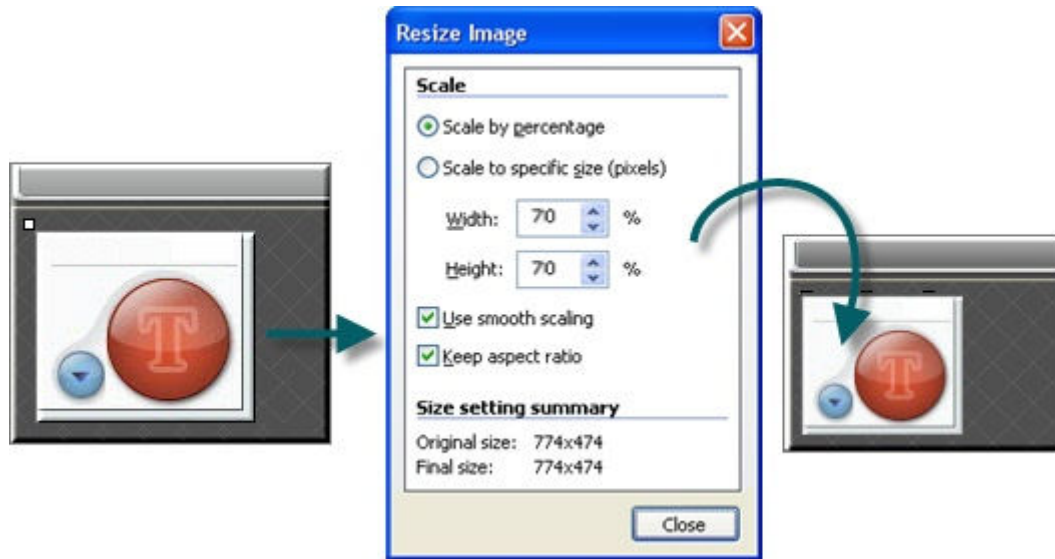 Resize Image
Scale
Scale by percentage
Scale to specific size (pixels)
Width: 70 %
Height: 70 %
Use smooth scaling
Keep aspect ratio
Size setting summary
Original size: 774x474
Final size: 774x474
Close
T
T